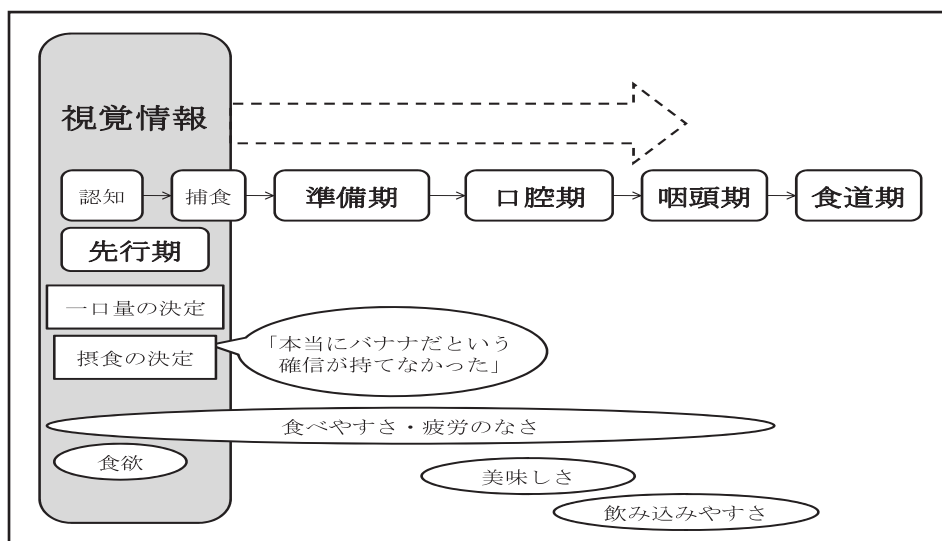 視覚情報
認知
捕食
準備期
口腔期
咽頭期
食道期
先行期
一口量の決定
摂食の決定
「本当にバナナだという
確信が持てなかった」
食べやすさ・疲労のなさ
食欲
美味しさ
飲み込みやすさ